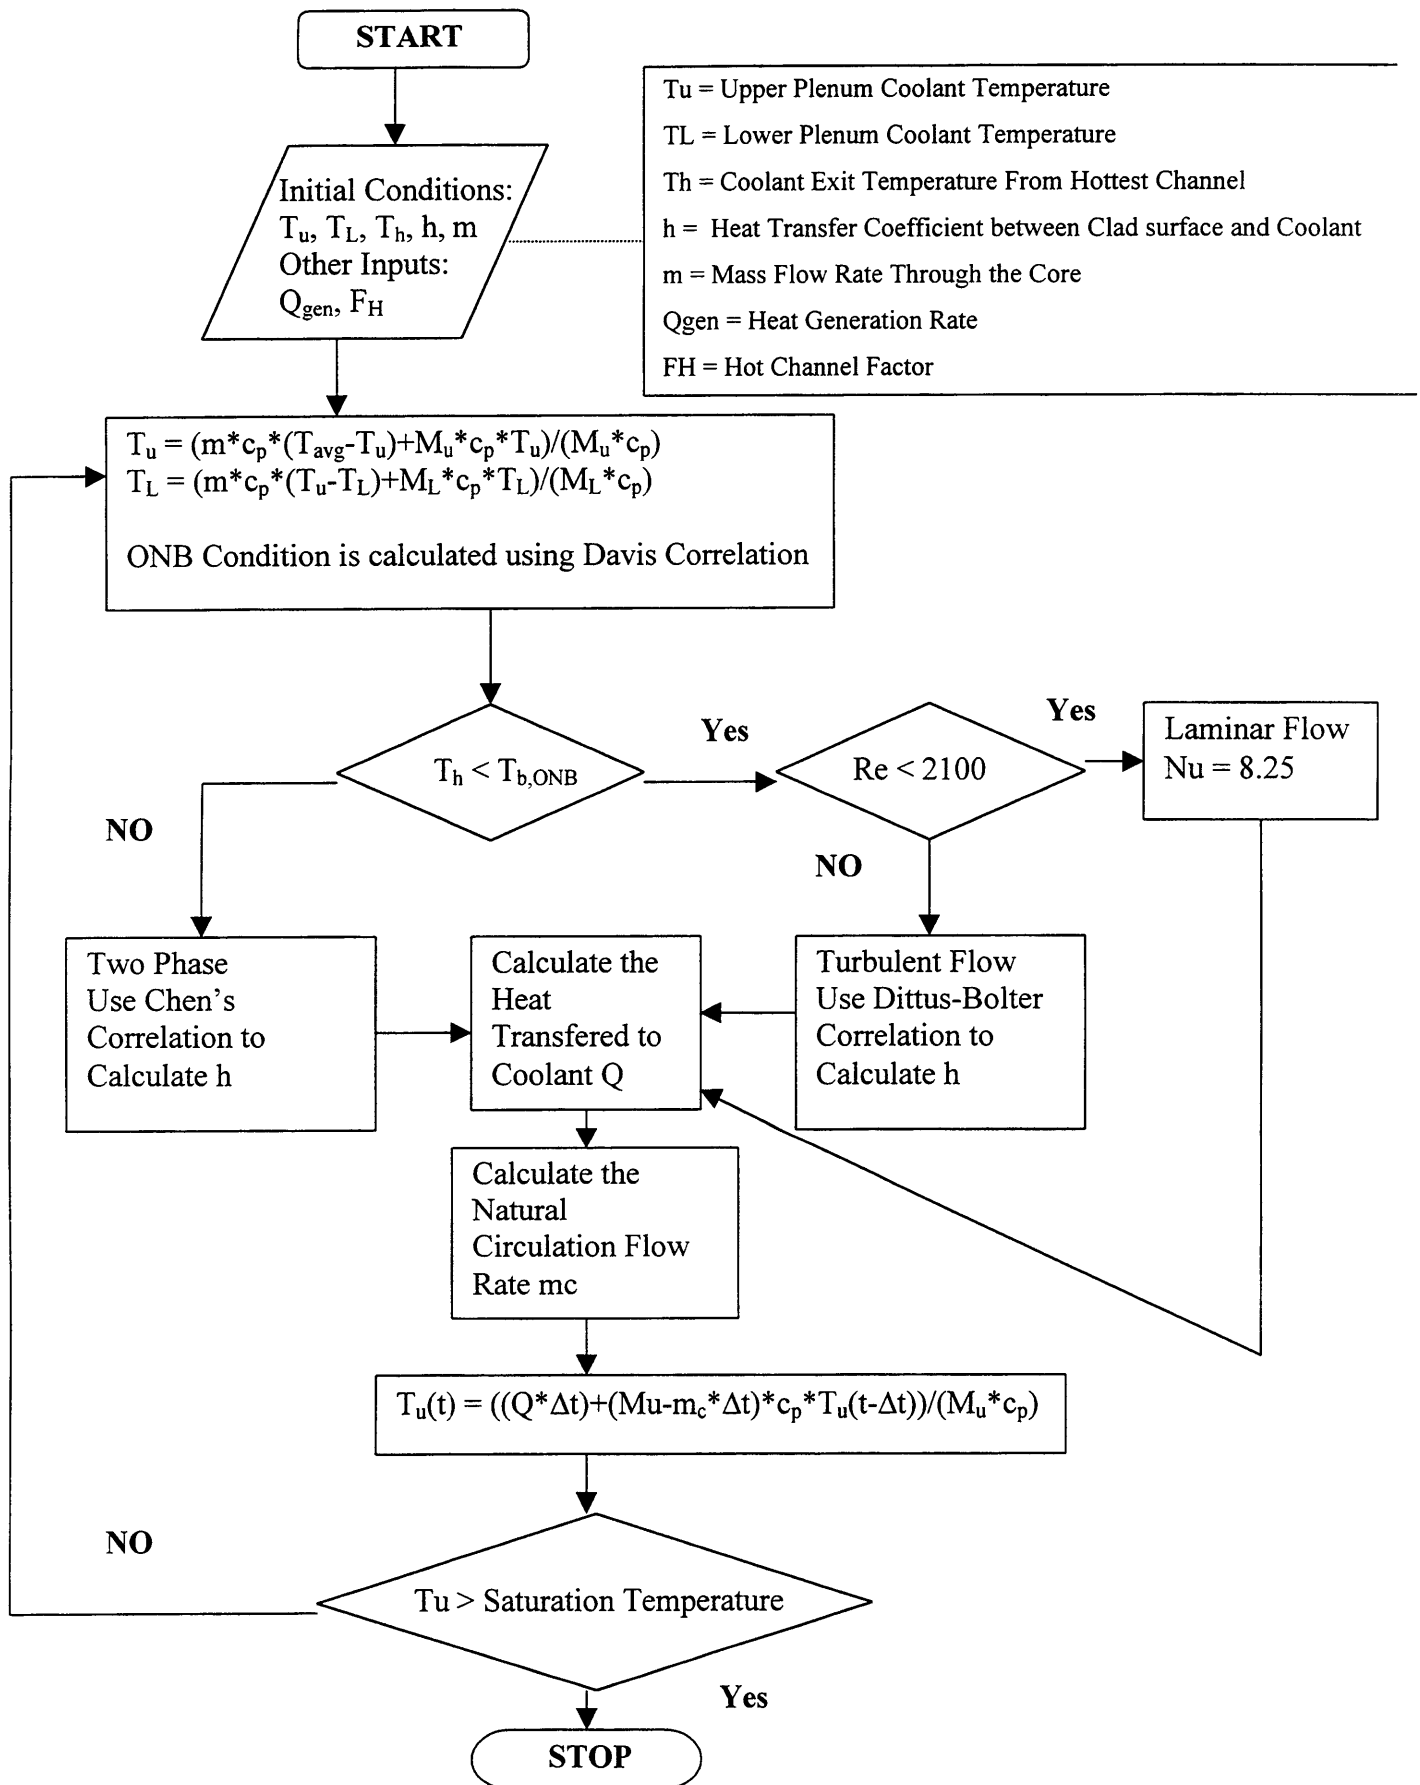 START
Tu = Upper Plenum Coolant Temperature
TL = Lower Plenum Coolant Temperature
Th = Coolant Exit Temperature From Hottest Channel
h = Heat Transfer Coefficient between Clad surface and Coolant
m = Mass Flow Rate Through the Core
Qgen = Heat Generation Rate
FH = Hot Channel Factor
Initial Conditions:
Tu, TL, Th, h, m
Other Inputs:
Qgen, FH
Tu = (m*cp*(Tavg-Tu)+Mu*cp*Tu)/(Mu*cp)
TL = (m*cp*(Tu-TL)+ML*cp*TL)/(ML*cp)
ONB Condition is calculated using Davis Correlation
Th < Tb,ONB
Yes
Re < 2100
Yes
Laminar Flow
Nu = 8.25
NO
NO
Two Phase
Use Chen's
Correlation to
Calculate h
Calculate the
Heat
Transfered to
Coolant Q
Turbulent Flow
Use Dittus-Bolter
Correlation to
Calculate h
Calculate the
Natural
Circulation Flow
Rate mc
Tu(t) = ((Q*Δt)+(Mu-mc*Δt)*cp*Tu(t-Δt))/(Mu*cp)
NO
Tu > Saturation Temperature
Yes
STOP